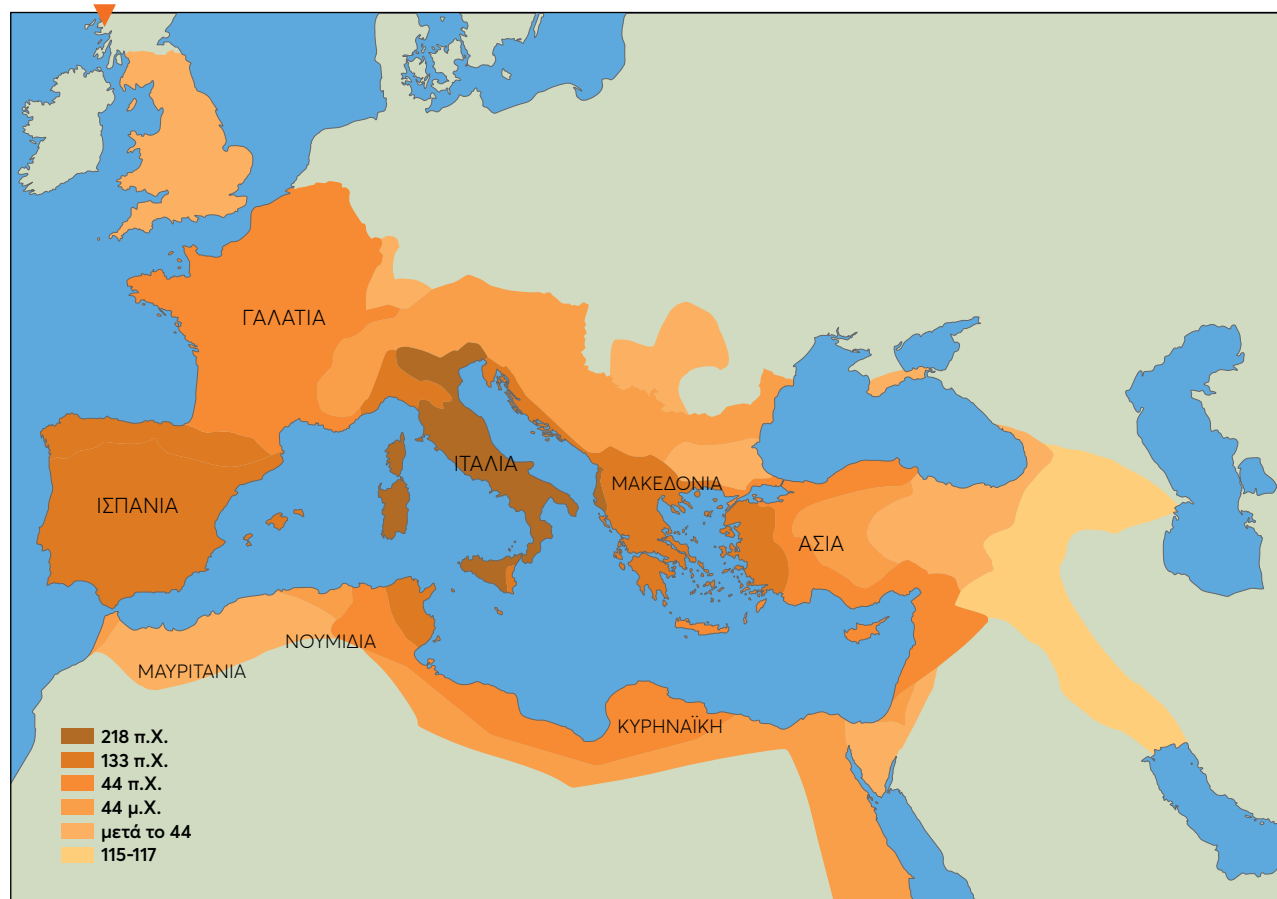 ΓΑΛΑΤΙΑ
ΙΤΑΛΙΑ
ΜΑΚΕΔΟΝΙΑ
ΙΣΠΑΝΙΑ
ΑΣΙΑ
ΝΟΥΜΙΔΙΑ
ΜΑΥΡΙΤΑΝΙΑ
ΚΥΡΗΝΑΪΚΗ
218 π.Χ.
133 π.Χ.
44 π.Χ.
44 μ.Χ.
μετά το 44
115-117